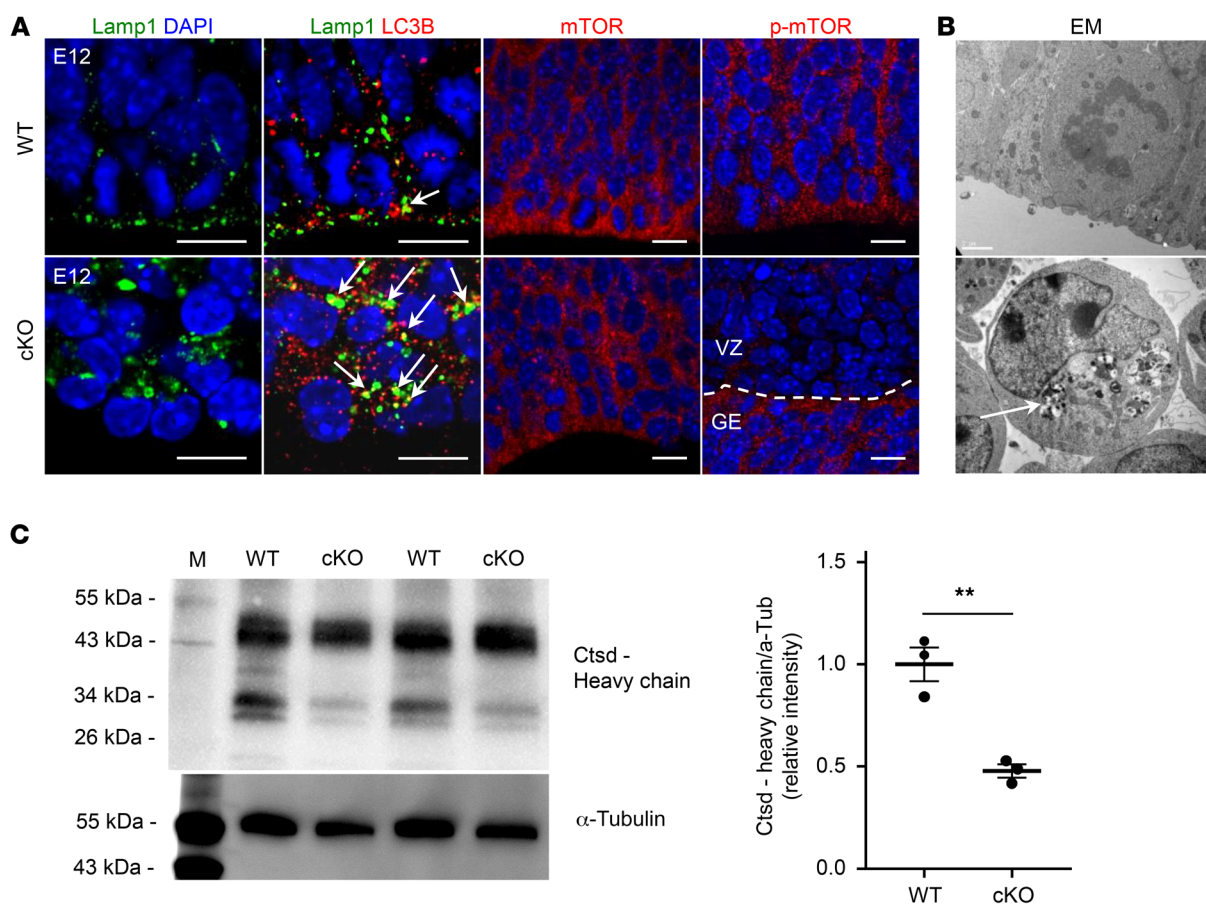 A
Lamp1 DAPI
Lamp1 LC3B
mTOR
p-mTOR
B
EM
E12
WT
E12
cKO
VZ
GE
C
M
WT
cKO
WT
cKO
55 kDa -
43 kDa -
34 kDa -
26 kDa -
Ctsd -
Heavy chain
55 kDa -
43 kDa -
α-Tubulin
Ctsd - heavy chain/a-Tub
(relative intensity)
1.5
1.0
0.5
0.0
**
WT
cKO